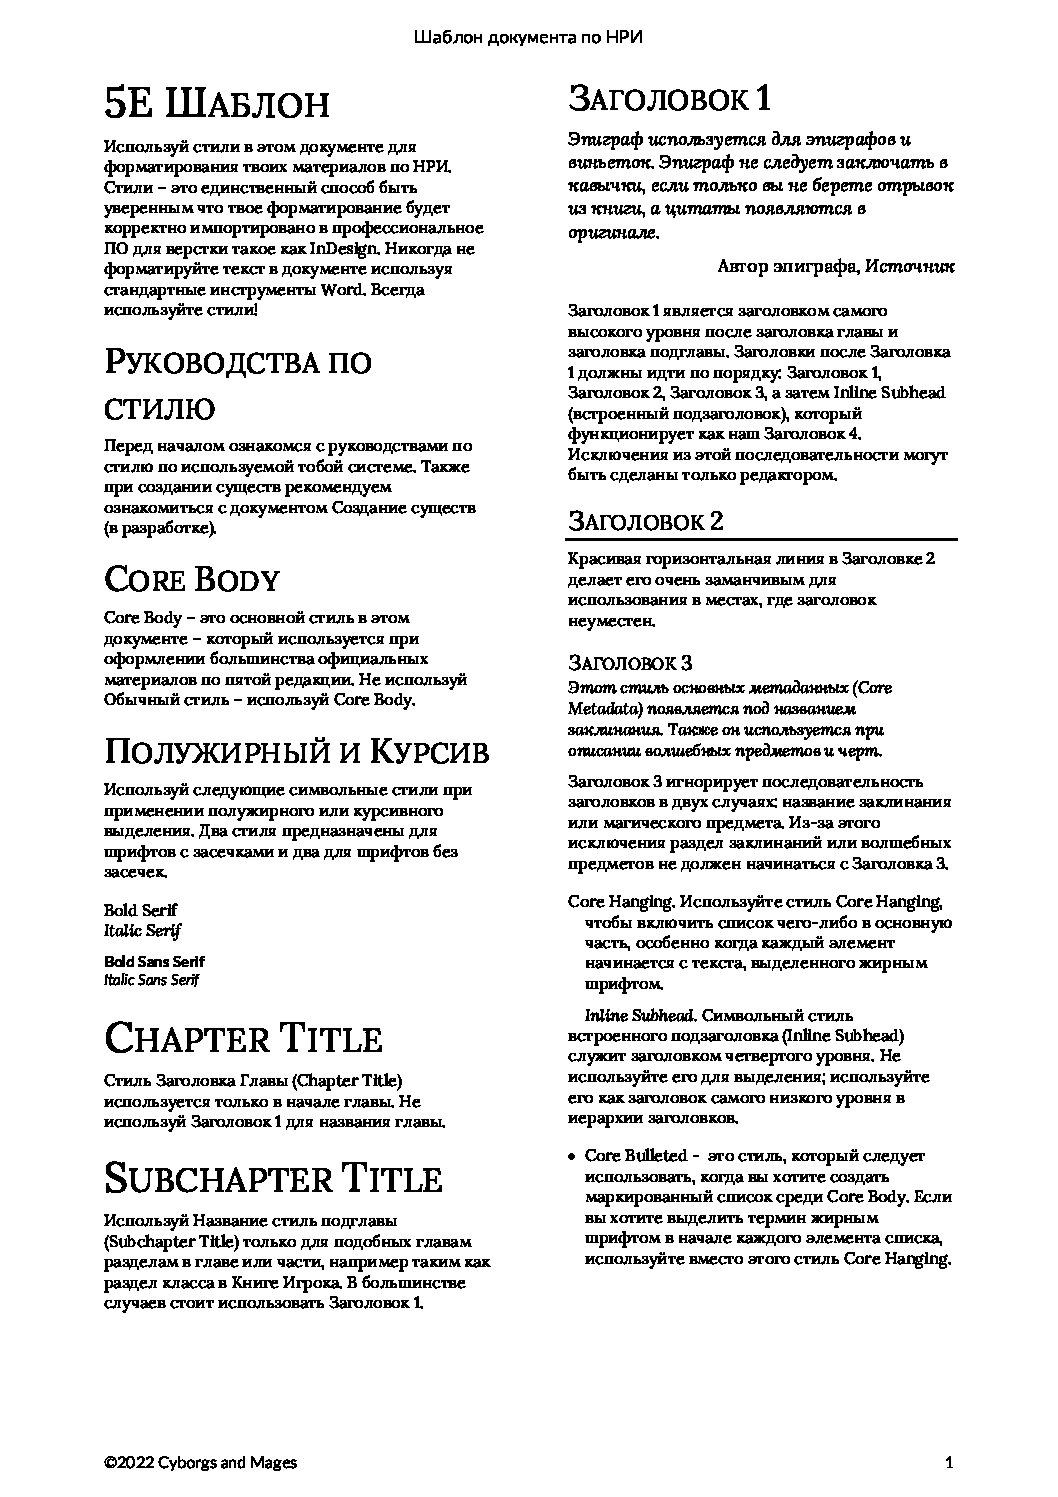 Шаблон документа по НРИ
5E Шаблон
Используй стили в этом документе для
форматирования твоих материалов по НРИ.
Стили – это единственный способ быть
уверенным что твое форматирование будет
корректно импортировано в профессиональное
ПО для верстки такое как InDesign. Никогда не
форматируйте текст в документе используя
стандартные инструменты Word. Всегда
используйте стили!
Руководства по
стилю
Перед началом ознакомся с руководствами по
стилю по используемой тобой системе. Также
при создании существ рекомендуем
ознакомиться с документом Создание существ
(в разработке).
Core Body
Core Body – это основной стиль в этом
документе – который используется при
оформлении большинства официальных
материалов по пятой редакции. Не используй
Обычный стиль – используй Core Body.
Полужирный и Курсив
Используй следующие символьные стили при
применении полужирного или курсивного
выделения. Два стиля предназначены для
шрифтов с засечками и два для шрифтов без
засечек.
Bold Serif
Italic Serif
Bold Sans Serif
Italic Sans Serif
Chapter Title
Стиль Заголовка Главы (Chapter Title)
используется только в начале главы. Не
используй Заголовок 1 для названия главы.
Subchapter Title
Используй Название стиль подглавы
(Subchapter Title) только для подобных главам
разделам в главе или части, например таким как
раздел класса в Книге Игрока. В большинстве
случаев стоит использовать Заголовок 1.
Заголовок 1
Эпиграф используется для эпиграфов и
виньеток. Эпиграф не следует заключать в
кавычки, если только вы не берете отрывок
из книги, а цитаты появляются в
оригинале.
Автор эпиграфа, Источник
Заголовок 1 является заголовком самого
высокого уровня после заголовка главы и
заголовка подглавы. Заголовки после Заголовка
1 должны идти по порядку: Заголовок 1,
Заголовок 2, Заголовок 3, а затем Inline Subhead
(встроенный подзаголовок), который
функционирует как наш Заголовок 4.
Исключения из этой последовательности могут
быть сделаны только редактором.
Заголовок 2
Красивая горизонтальная линия в Заголовке 2
делает его очень заманчивым для
использования в местах, где заголовок
неуместен.
Заголовок 3
Этот стиль основных метаданных (Core
Metadata) появляется под названием
заклинания. Также он используется при
описании волшебных предметов и черт.
Заголовок 3 игнорирует последовательность
заголовков в двух случаях: название заклинания
или магического предмета. Из-за этого
исключения раздел заклинаний или волшебных
предметов не должен начинаться с Заголовка 3.
Core Hanging. Используйте стиль Core Hanging,
чтобы включить список чего-либо в основную
часть, особенно когда каждый элемент
начинается с текста, выделенного жирным
шрифтом.
Inline Subhead. Символьный стиль
встроенного подзаголовка (Inline Subhead)
служит заголовком четвертого уровня. Не
используйте его для выделения; используйте
его как заголовок самого низкого уровня в
иерархии заголовков.
• Core Bulleted - это стиль, который следует
использовать, когда вы хотите создать
маркированный список среди Core Body. Если
вы хотите выделить термин жирным
шрифтом в начале каждого элемента списка,
используйте вместо этого стиль Core Hanging.
©2022 Cyborgs and Mages
1